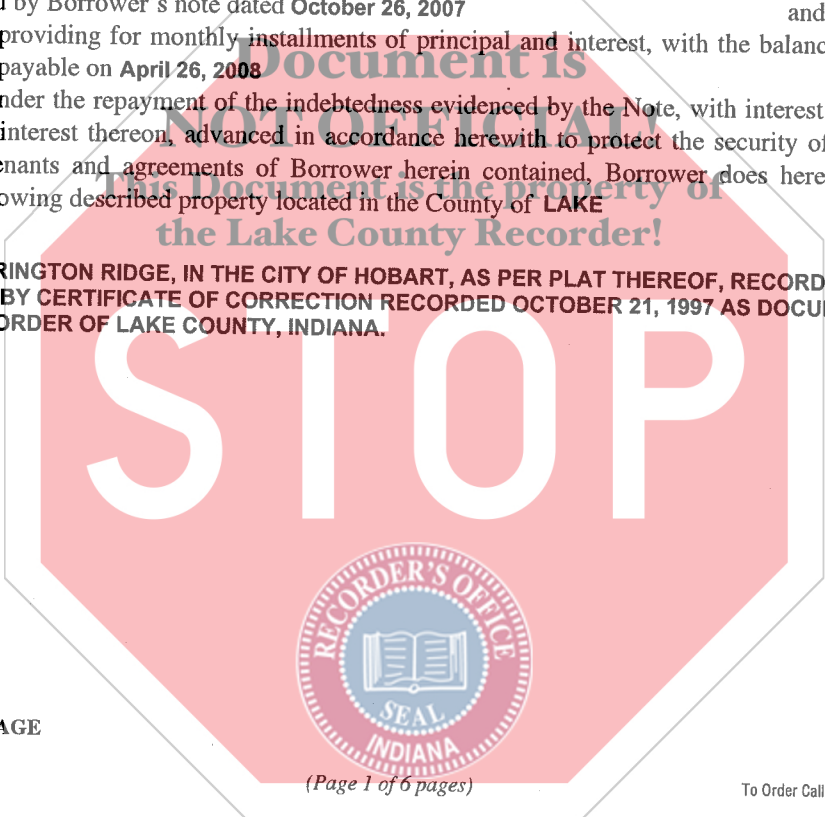 by Borrower's note dated October 26, 2007 and
providing for monthly installments of principal and interest, with the balanc
payable on April 26, 2008
Document is
nder the repayment of the indebtedness evidenced by the Note, with interest
NOT OFFICIAL!
interest thereon, advanced in accordance herewith to protect the security of
enants and agreements of Borrower herein contained, Borrower does here
This Document is the property of
owing described property located in the County of LAKE
the Lake County Recorder!
RINGTON RIDGE, IN THE CITY OF HOBART, AS PER PLAT THEREOF, RECORD
BY CERTIFICATE OF CORRECTION RECORDED OCTOBER 21, 1997 AS DOCU
ORDER OF LAKE COUNTY, INDIANA.
STOP
RECORDER'S OFFICE
SEAL
INDIANA
AGE
(Page 1 of 6 pages)
To Order Call